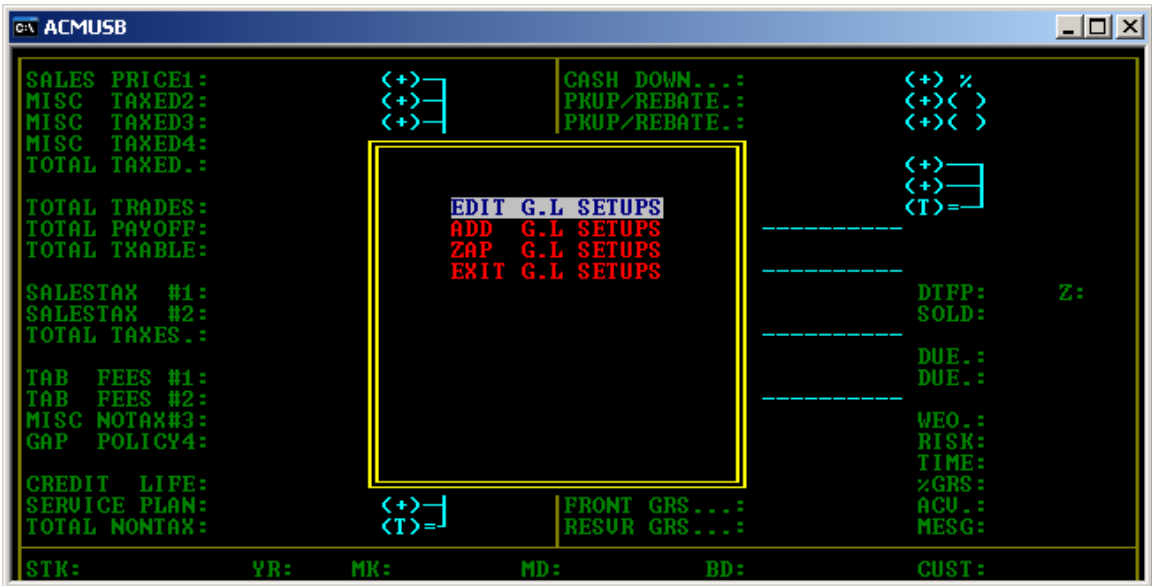 C:\ ACMUSB
SALES PRICE1: (+) CASH DOWN...: (+) %
MISC TAXED2: (+) PKUP/REBATE.: (+)( )
MISC TAXED3: (+) PKUP/REBATE.: (+)( )
MISC TAXED4:
TOTAL TAXED.: (+)
(+)
TOTAL TRADES: EDIT G.L SETUPS (T)=
TOTAL PAYOFF: ADD G.L SETUPS ----------
TOTAL TXABLE: ZAP G.L SETUPS
EXIT G.L SETUPS ----------
SALESTAX #1: DTFP: Z:
SALESTAX #2: SOLD:
TOTAL TAXES.: ----------
DUE.:
TAB FEES #1: DUE.:
TAB FEES #2: ----------
MISC NOTAX#3: WEO.:
GAP POLICY4: RISK:
TIME:
CREDIT LIFE: %GRS:
SERVICE PLAN: (+) FRONT GRS...: ACV.:
TOTAL NONTAX: (T)= RESVR GRS...: MESG:
STK: YR: MK: MD: BD: CUST: